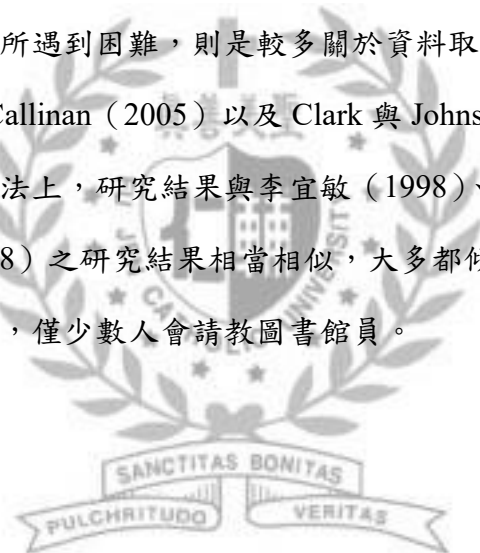 所遇到困難，則是較多關於資料取
Callinan（2005）以及 Clark 與 Johns
法上，研究結果與李宜敏（1998）、
8）之研究結果相當相似，大多都傾
，僅少數人會請教圖書館員。
SANCTITAS BONITAS
PULCHRITUDO VERITAS